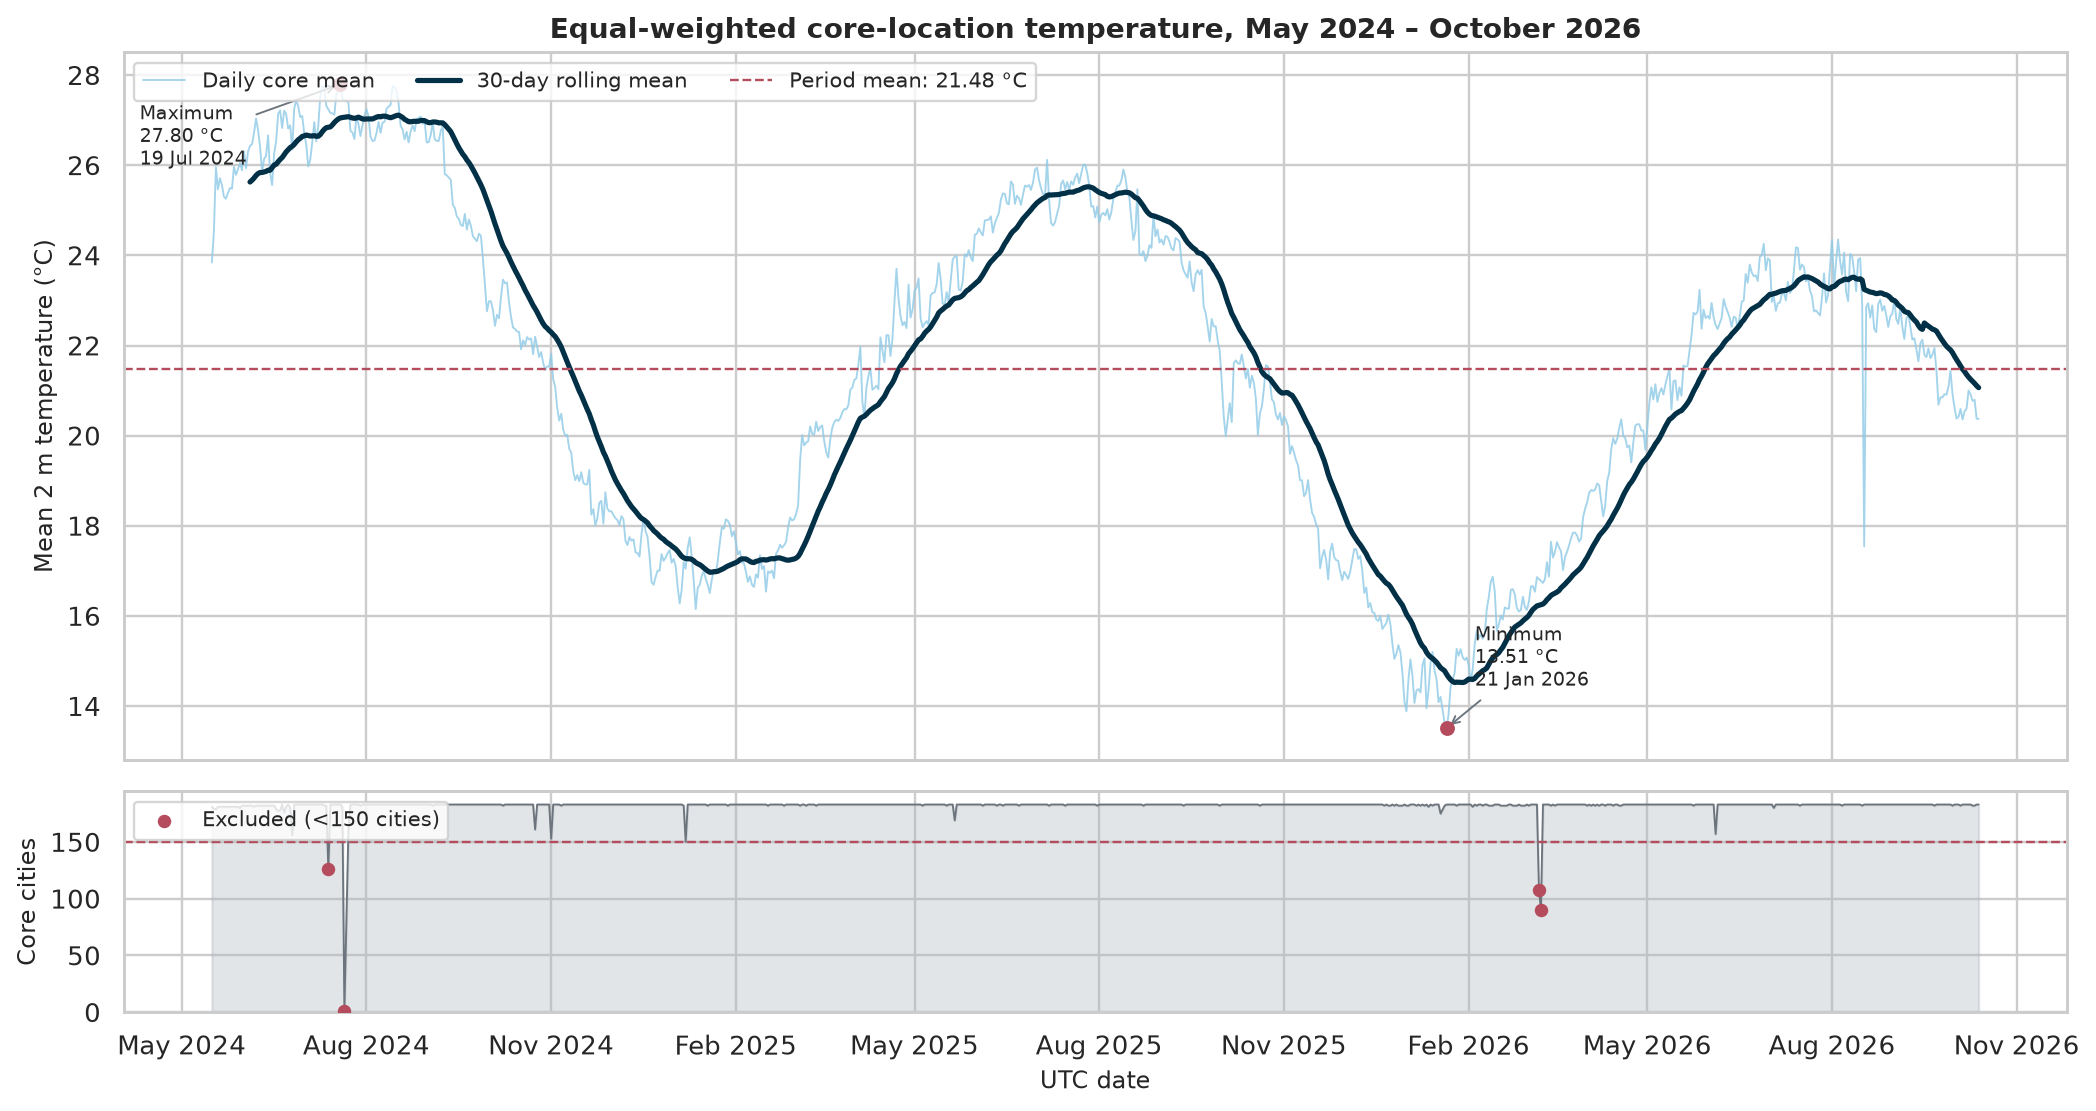 Equal-weighted core-location temperature, May 2024 – October 2026
Daily core mean
30-day rolling mean
Period mean: 21.48 °C
Maximum
27.80 °C
19 Jul 2024
Minimum
13.51 °C
21 Jan 2026
Mean 2 m temperature (°C)
28
26
24
22
20
18
16
14
Excluded (<150 cities)
Core cities
150
100
50
0
May 2024
Aug 2024
Nov 2024
Feb 2025
May 2025
Aug 2025
Nov 2025
Feb 2026
May 2026
Aug 2026
Nov 2026
UTC date